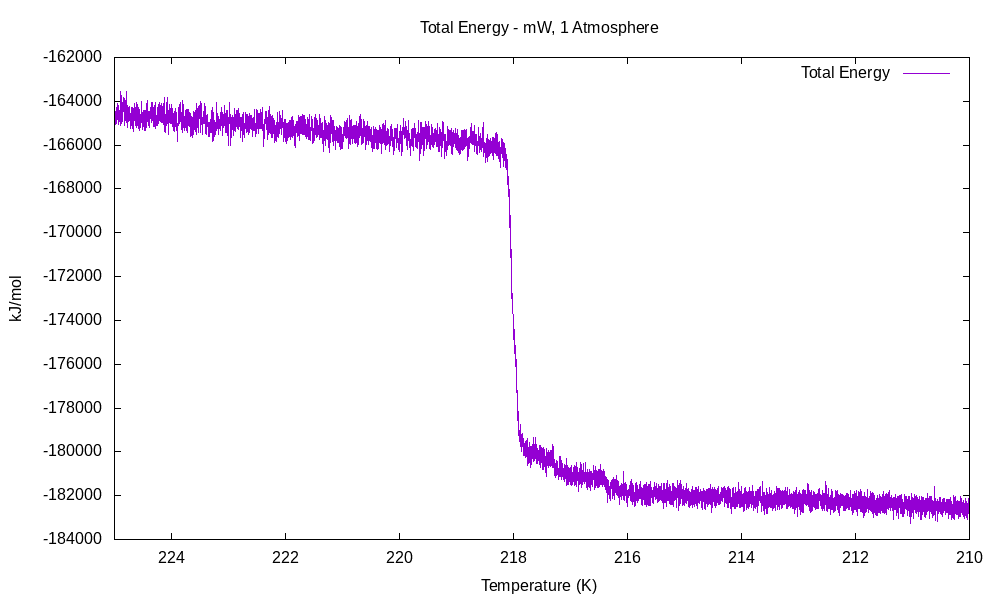 Total Energy - mW, 1 Atmosphere
Total Energy
-162000
-164000
-166000
-168000
-170000
-172000
-174000
-176000
-178000
-180000
-182000
-184000
kJ/mol
224 222 220 218 216 214 212 210
Temperature (K)